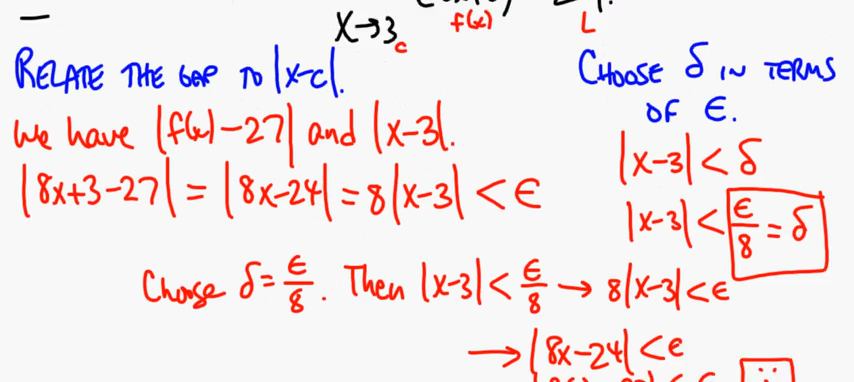 x→3 c f(x) L
RELATE THE GAP TO |x-c|.
We have |f(x)-27| and |x-3|.
|8x+3-27| = |8x-24| = 8|x-3| < ϵ
CHOOSE δ IN TERMS
OF ϵ.
|x-3| < δ
|x-3| < ϵ/8 = δ
Choose δ = ϵ/8. Then |x-3| < ϵ/8 → 8|x-3| < ϵ
→ |8x-24| < ϵ